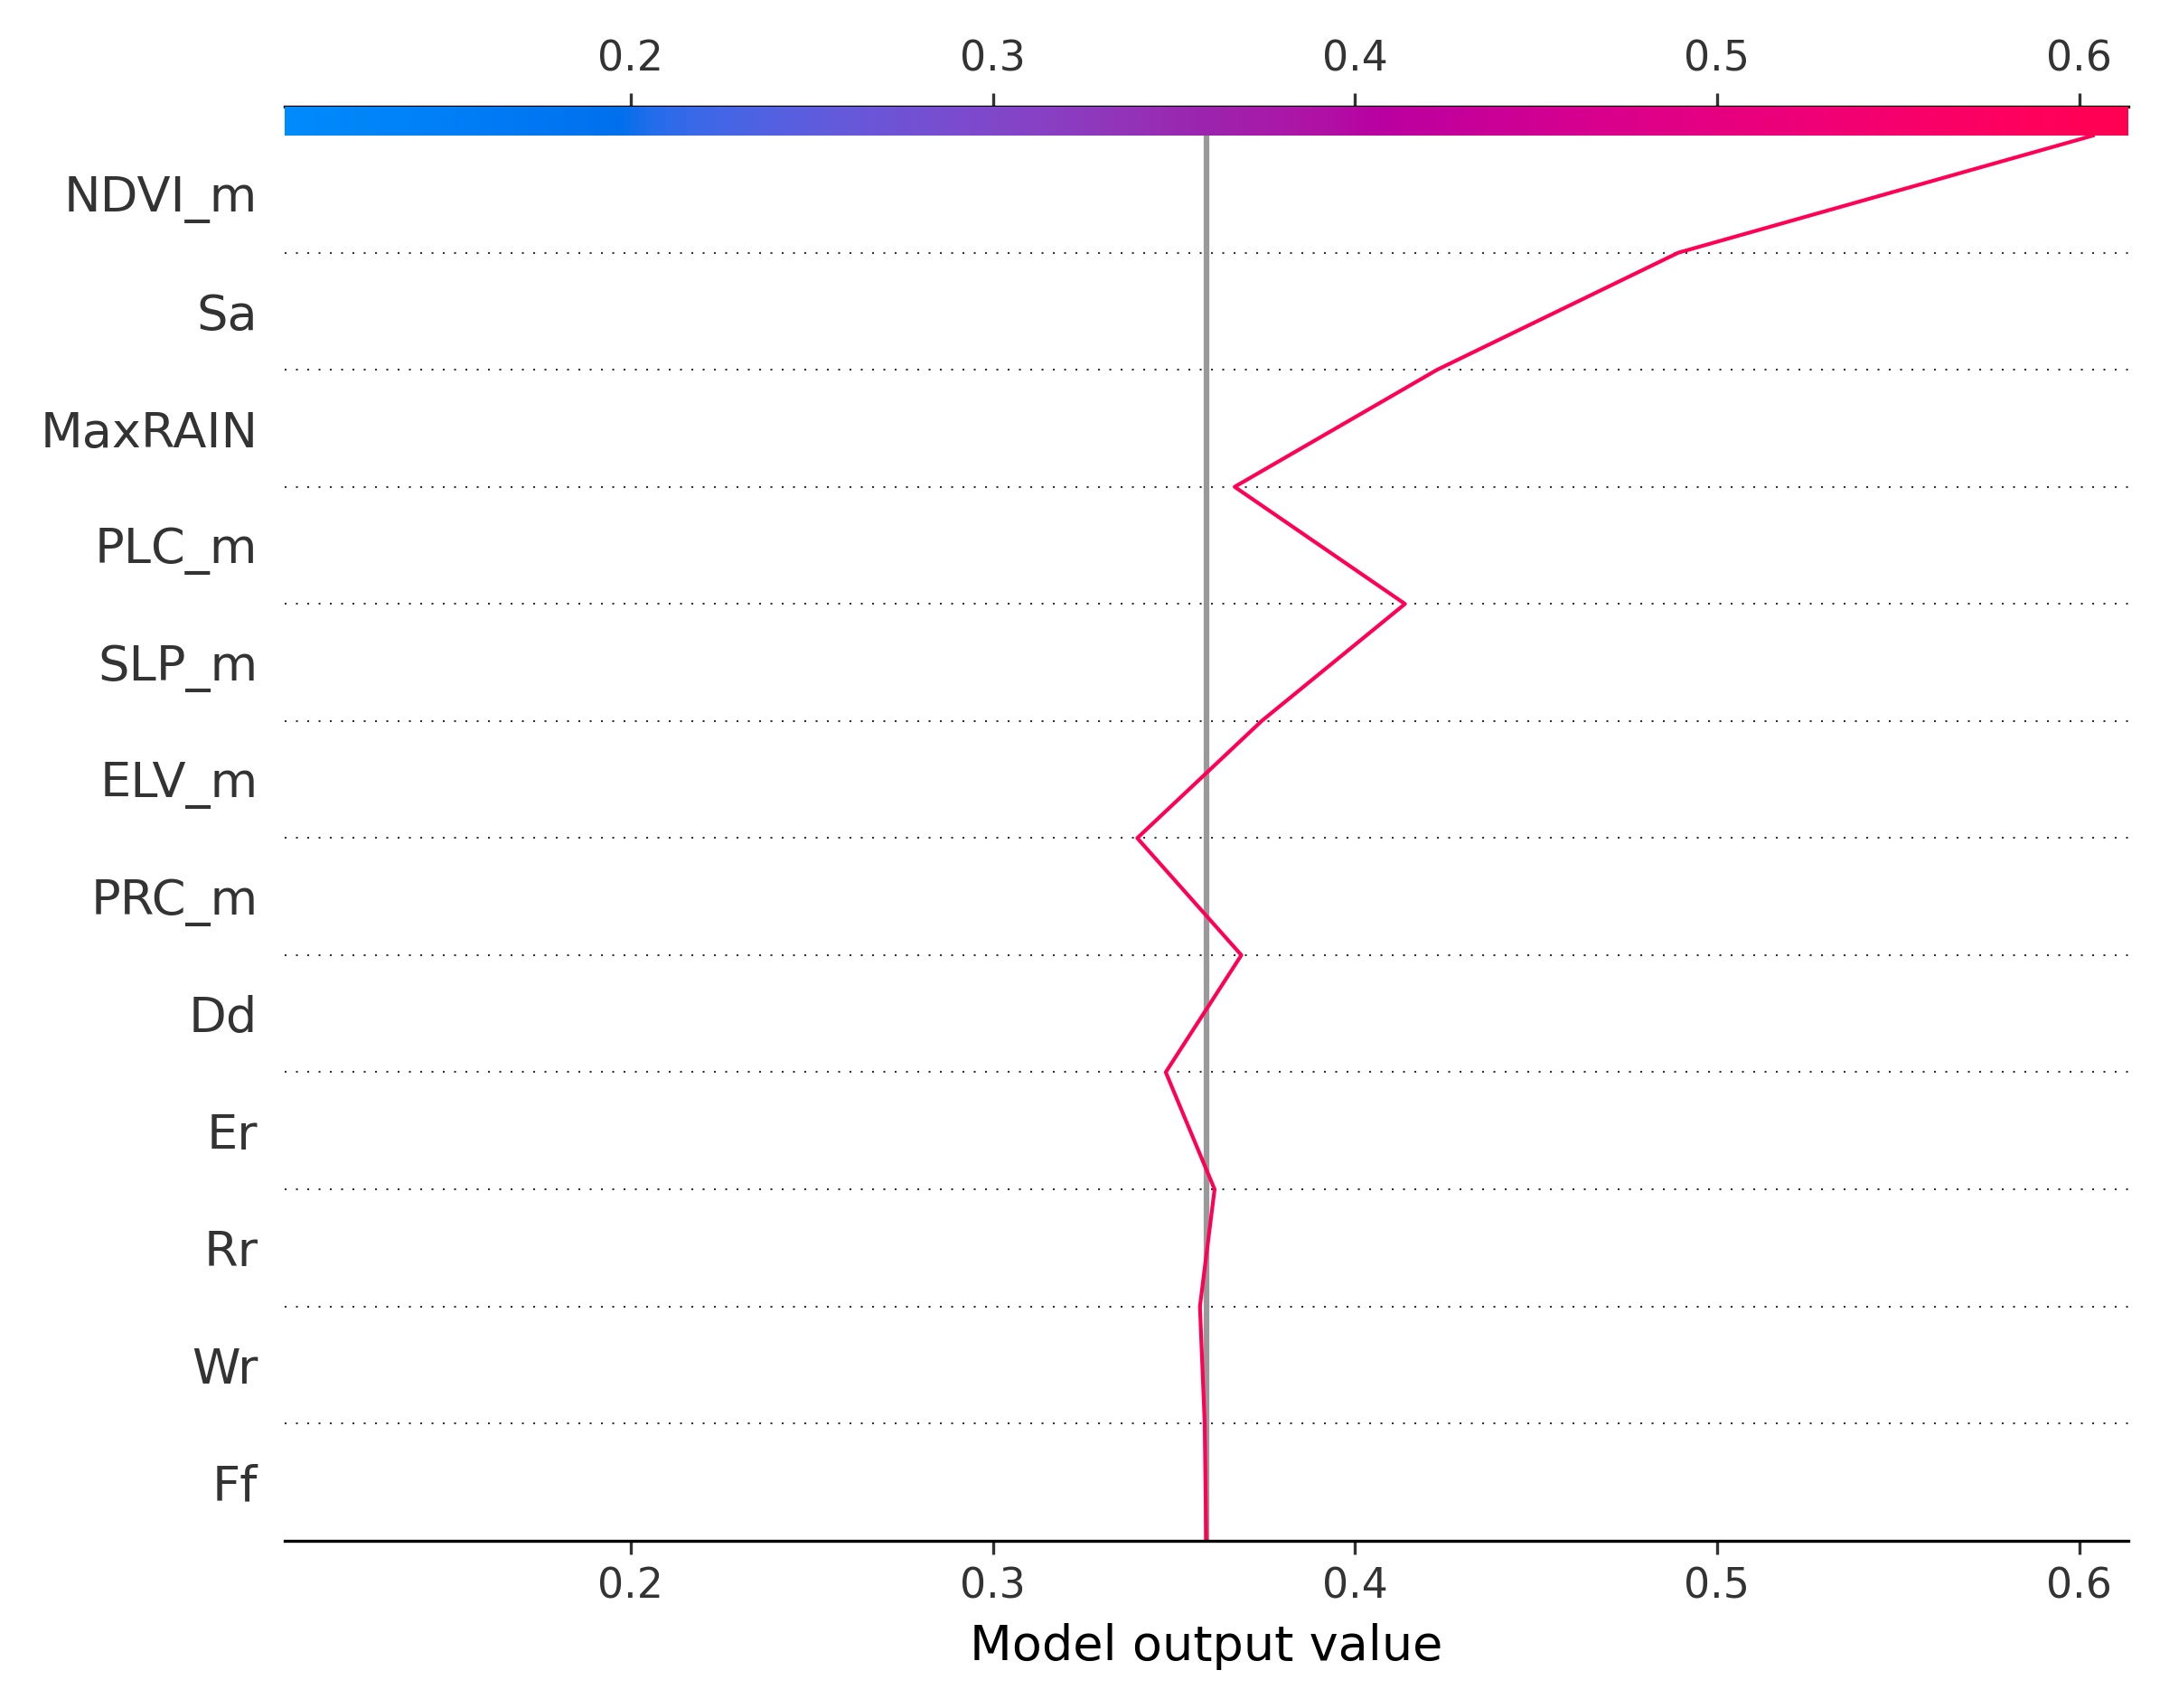 0.2 0.3 0.4 0.5 0.6
NDVI_m
Sa
MaxRAIN
PLC_m
SLP_m
ELV_m
PRC_m
Dd
Er
Rr
Wr
Ff
0.2 0.3 0.4 0.5 0.6
Model output value